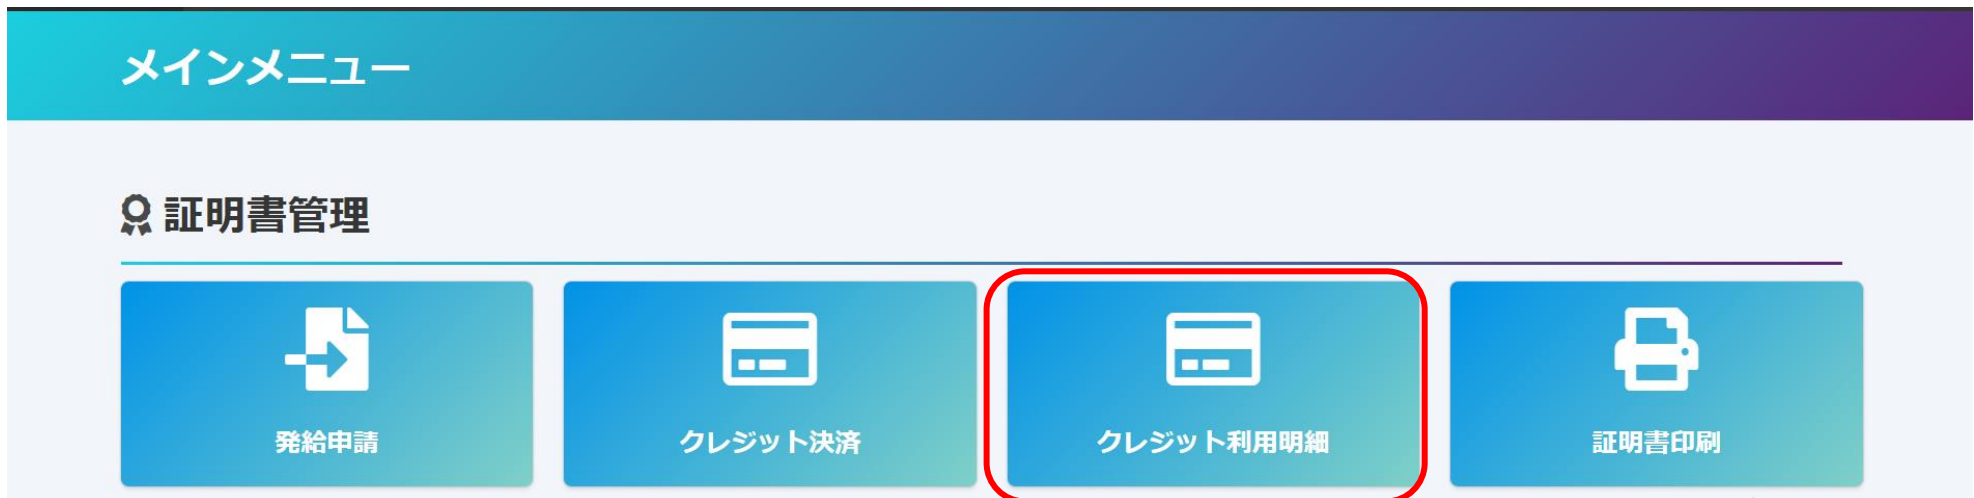 メインメニュー
証明書管理
発給申請
クレジット決済
クレジット利用明細
証明書印刷